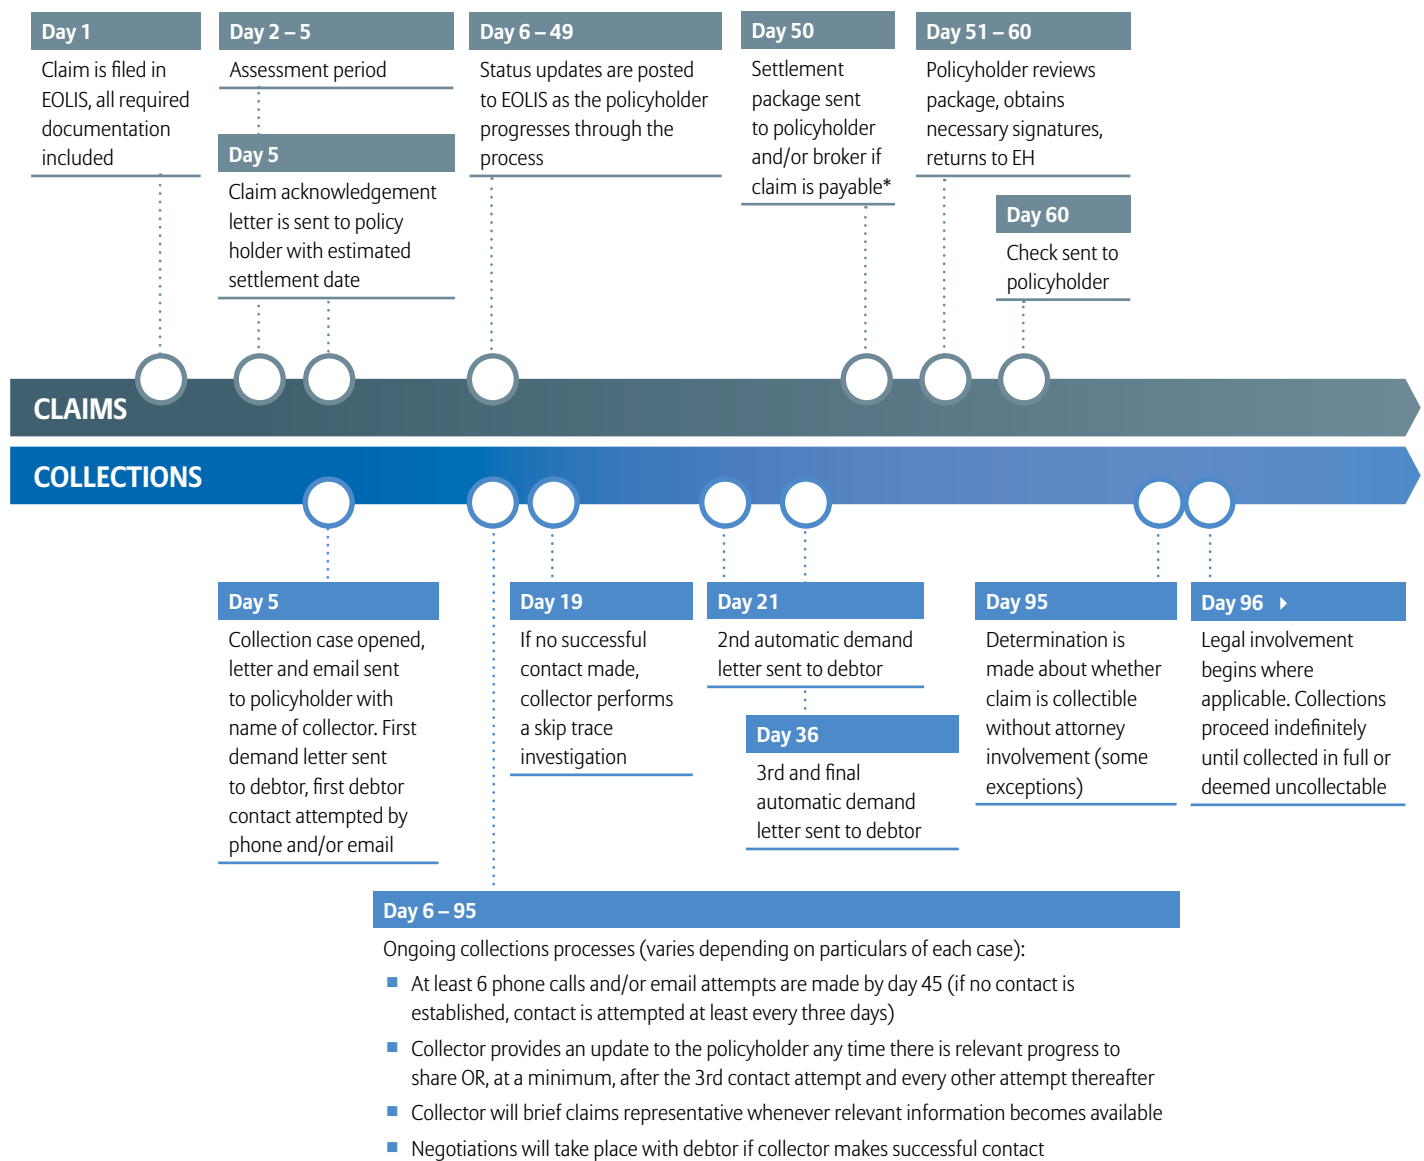 Day 1
Claim is filed in
EOLIS, all required
documentation
included
Day 2 – 5
Assessment period
Day 5
Claim acknowledgement
letter is sent to policy
holder with estimated
settlement date
Day 6 – 49
Status updates are posted
to EOLIS as the policyholder
progresses through the
process
Day 50
Settlement
package sent
to policyholder
and/or broker if
claim is payable*
Day 51 – 60
Policyholder reviews
package, obtains
necessary signatures,
returns to EH
Day 60
Check sent to
policyholder
CLAIMS
COLLECTIONS
Day 5
Collection case opened,
letter and email sent
to policyholder with
name of collector. First
demand letter sent
to debtor, first debtor
contact attempted by
phone and/or email
Day 19
If no successful
contact made,
collector performs
a skip trace
investigation
Day 21
2nd automatic demand
letter sent to debtor
Day 36
3rd and final
automatic demand
letter sent to debtor
Day 95
Determination is
made about whether
claim is collectible
without attorney
involvement (some
exceptions)
Day 96
Legal involvement
begins where
applicable. Collections
proceed indefinitely
until collected in full or
deemed uncollectable
Day 6 – 95
Ongoing collections processes (varies depending on particulars of each case):
■ At least 6 phone calls and/or email attempts are made by day 45 (if no contact is
established, contact is attempted at least every three days)
■ Collector provides an update to the policyholder any time there is relevant progress to
share OR, at a minimum, after the 3rd contact attempt and every other attempt thereafter
■ Collector will brief claims representative whenever relevant information becomes available
■ Negotiations will take place with debtor if collector makes successful contact